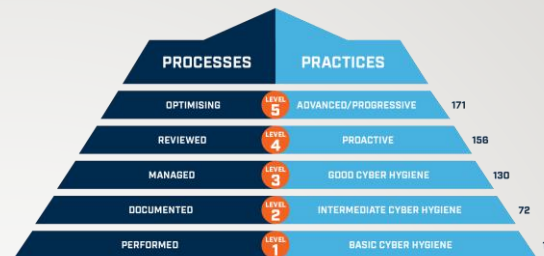 PROCESSES PRACTICES
OPTIMISING LEVEL 5 ADVANCED/PROGRESSIVE 171
REVIEWED LEVEL 4 PROACTIVE 156
MANAGED LEVEL 3 GOOD CYBER HYGIENE 130
DOCUMENTED LEVEL 2 INTERMEDIATE CYBER HYGIENE 72
PERFORMED LEVEL 1 BASIC CYBER HYGIENE